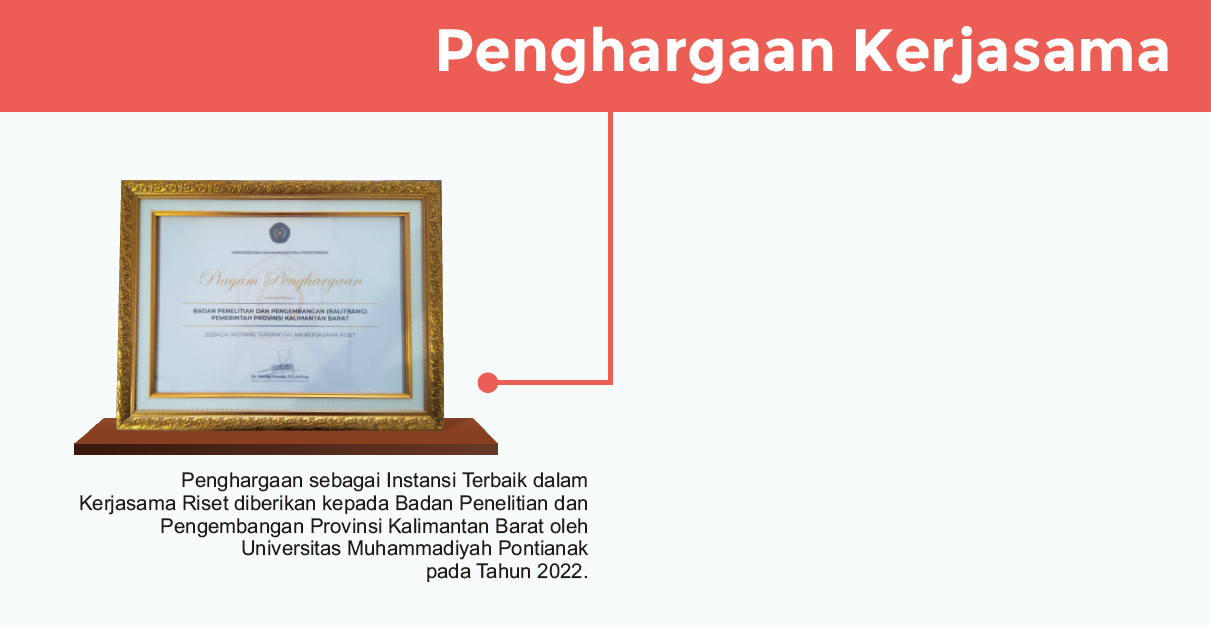 Penghargaan Kerjasama
UNIVERSITAS MUHAMMADIYAH PONTIANAK
Piagam Penghargaan
BADAN PENELITIAN DAN PENGEMBANGAN (BALITBANG)
PEMERINTAH PROVINSI KALIMANTAN BARAT
SEBAGAI INSTANSI TERBAIK DALAM KERJASAMA RISET
Penghargaan sebagai Instansi Terbaik dalam
Kerjasama Riset diberikan kepada Badan Penelitian dan
Pengembangan Provinsi Kalimantan Barat oleh
Universitas Muhammadiyah Pontianak
pada Tahun 2022.